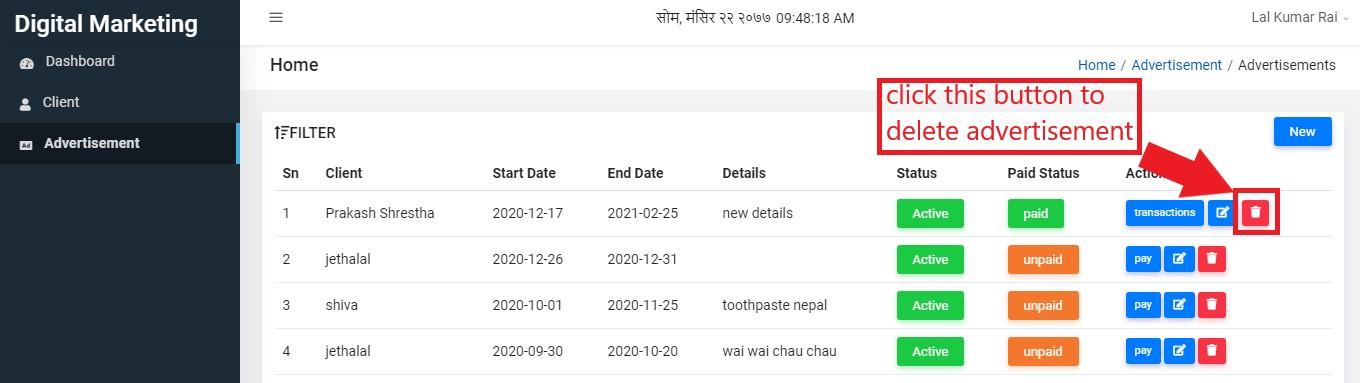 Digital Marketing
सोम, मंसिर २२ २०७७ 09:48:18 AM
Lal Kumar Rai
Dashboard
Client
Advertisement
Home
Home / Advertisement / Advertisements
click this button to
delete advertisement
FILTER
New
Sn Client Start Date End Date Details Status Paid Status
1 Prakash Shrestha 2020-12-17 2021-02-25 new details Active paid transactions
2 jethalal 2020-12-26 2020-12-31 Active unpaid pay
3 shiva 2020-10-01 2020-11-25 toothpaste nepal Active unpaid pay
4 jethalal 2020-09-30 2020-10-20 wai wai chau chau Active unpaid pay